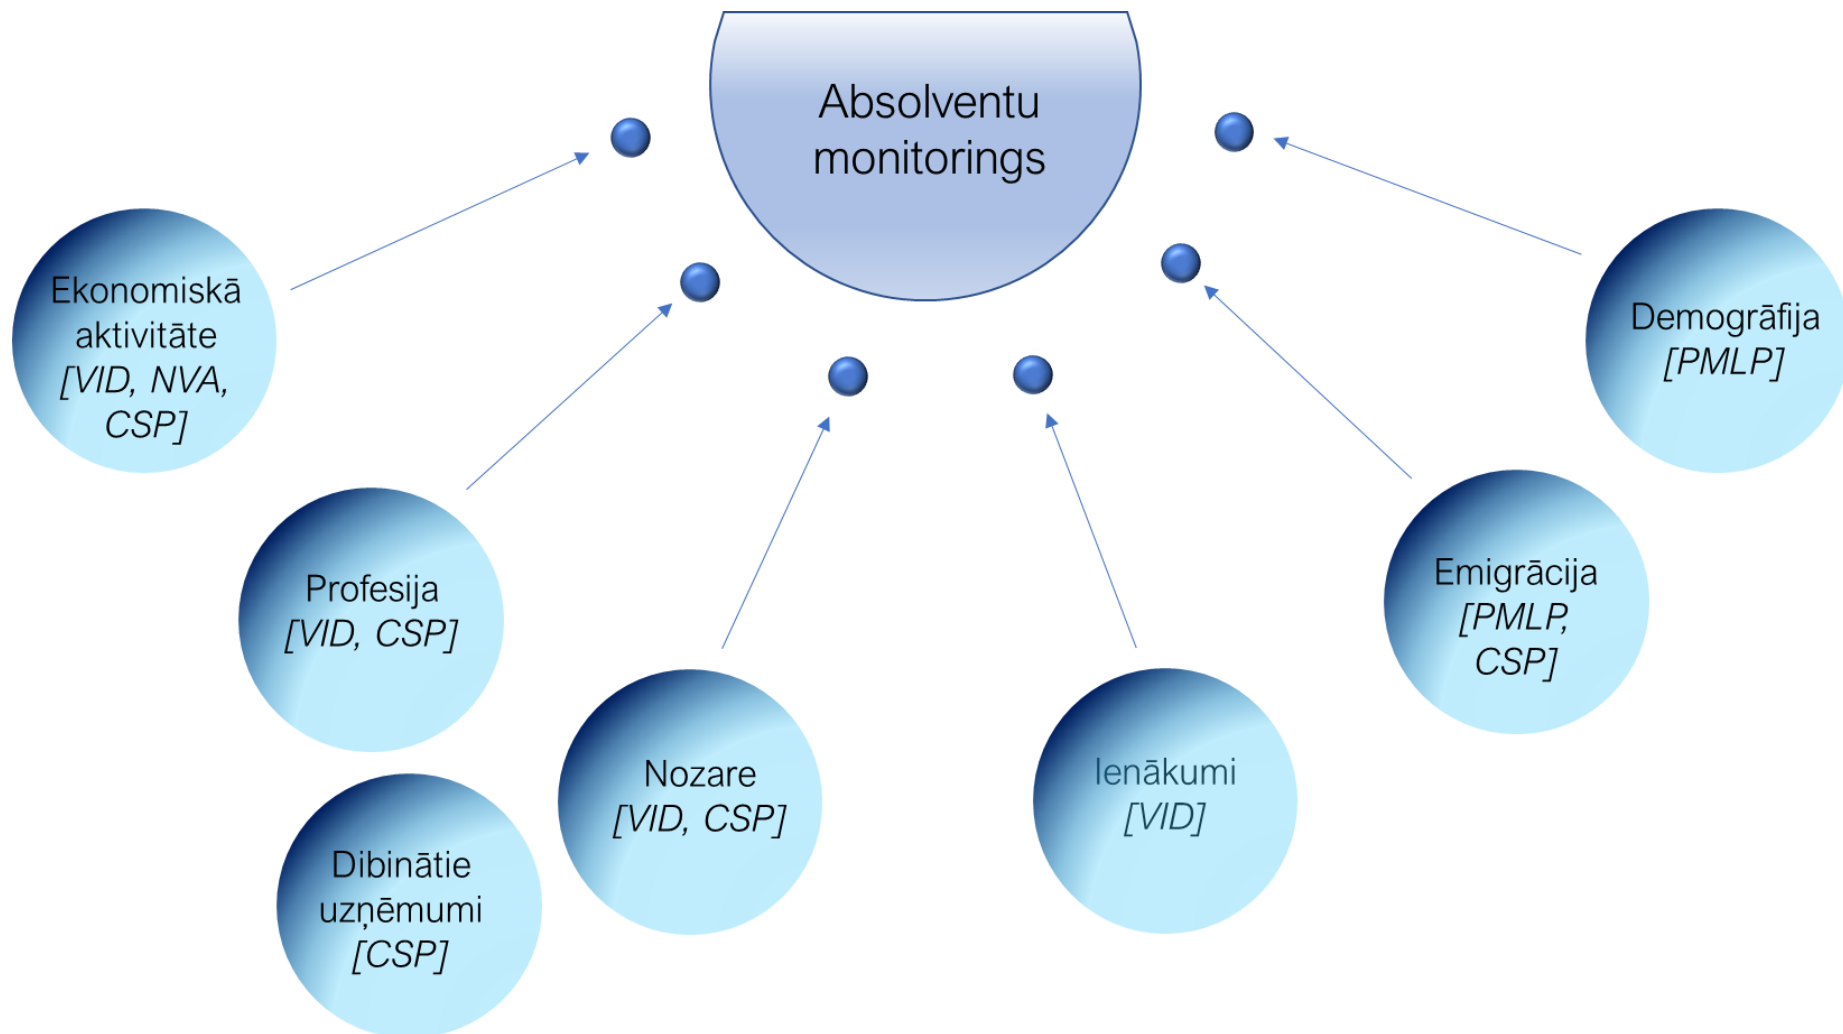 Absolventu
monitorings
Ekonomiskā
aktivitāte
[VID, NVA,
CSP]
Profesija
[VID, CSP]
Dibinātie
uzņēmumi
[CSP]
Nozare
[VID, CSP]
Ienākumi
[VID]
Emigrācija
[PMLP,
CSP]
Demogrāfija
[PMLP]